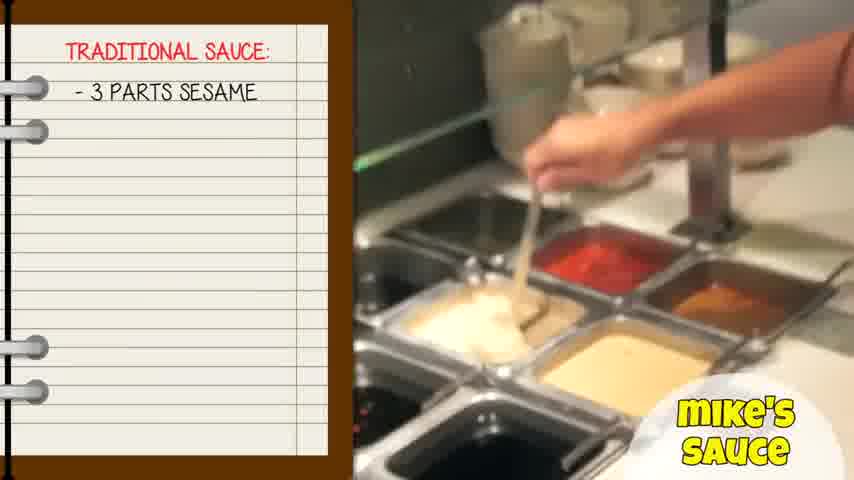 TRADITIONAL SAUCE:
- 3 PARTS SESAME
MIKE'S
SAUCE